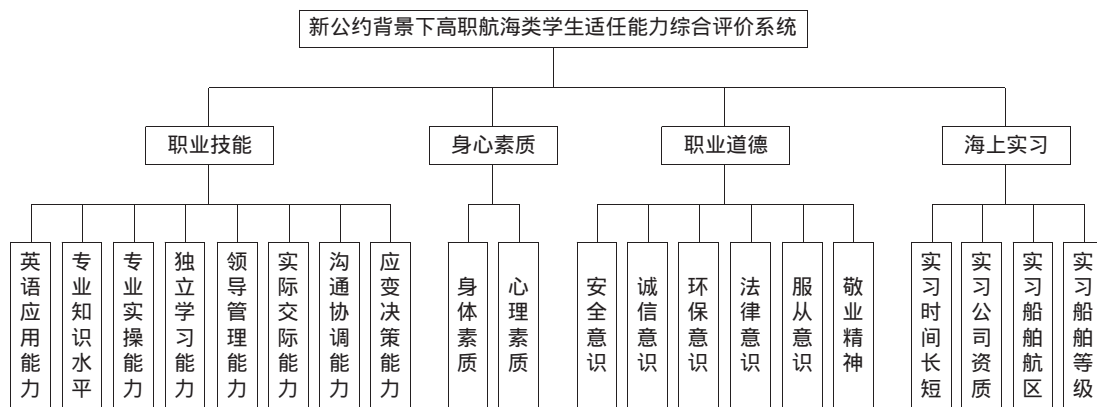 新公约背景下高职航海类学生适任能力综合评价系统
职业技能
身心素质
职业道德
海上实习
英语应用能力
专业知识水平
专业实操能力
独立学习能力
领导管理能力
实际交际能力
沟通协调能力
应变决策能力
身体素质
心理素质
安全意识
诚信意识
环保意识
法律意识
服从意识
敬业精神
实习时间长短
实习公司资质
实习船舶航区
实习船舶等级